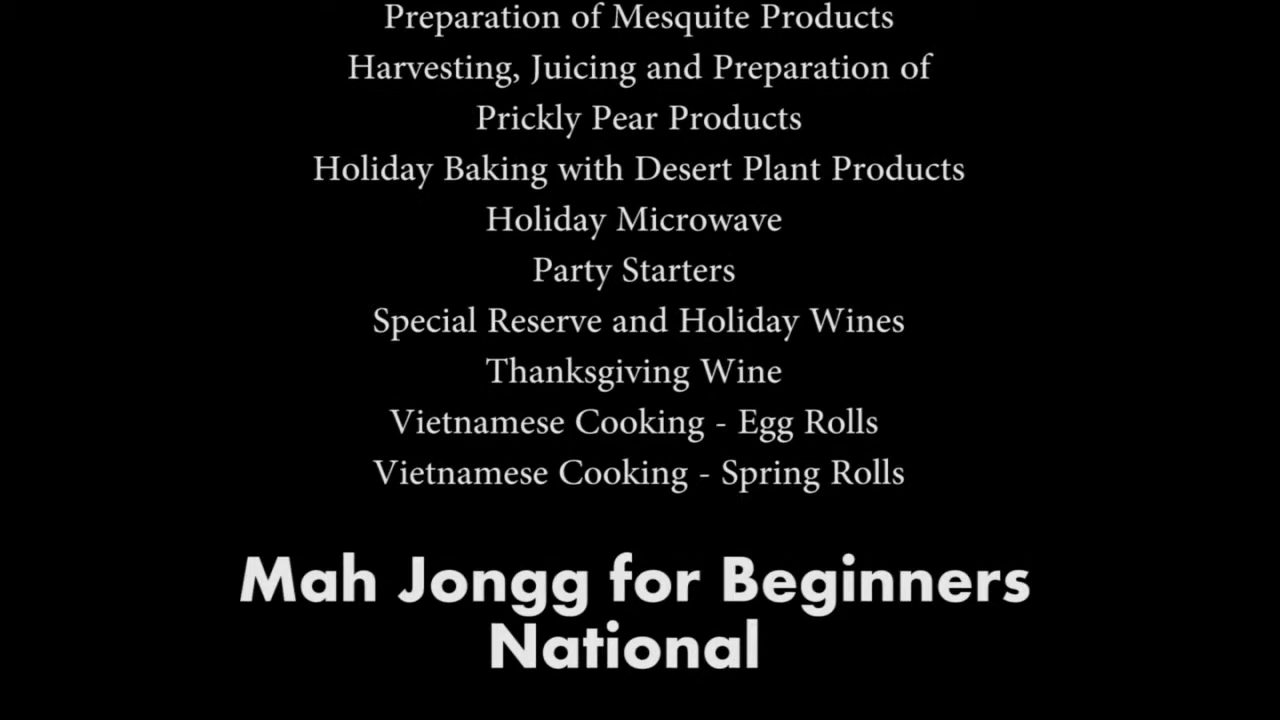 Preparation of Mesquite Products
Harvesting, Juicing and Preparation of
Prickly Pear Products
Holiday Baking with Desert Plant Products
Holiday Microwave
Party Starters
Special Reserve and Holiday Wines
Thanksgiving Wine
Vietnamese Cooking - Egg Rolls
Vietnamese Cooking - Spring Rolls
Mah Jongg for Beginners
National